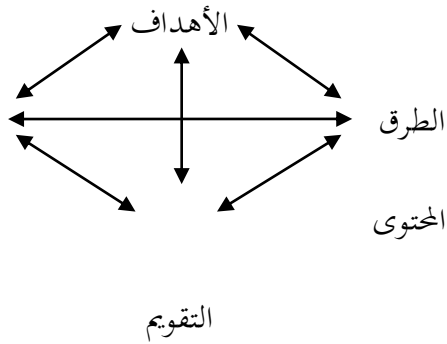 الأهداف
الطرق
المحتوى
التقويم